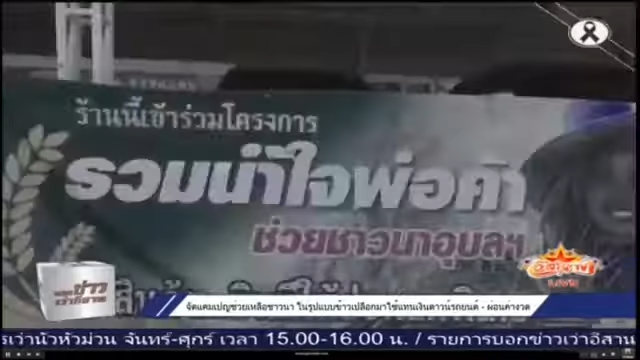 ร้านนี้เข้าร่วมโครงการ
รวมน้ำใจพ่อค้า
ช่วยชาวนาอุบลฯ
ข่าว
จัดแคมเปญช่วยเหลือชาวนา ในรูปแบบข้าวเปลือกมาใช้แทนเงินดาวน์รถยนต์ - ผ่อนค่างวด
รเว่านัวหัวม่วน จันทร์-ศุกร์ เวลา 15.00-16.00 น. / รายการบอกข่าวเว่าอีสาน